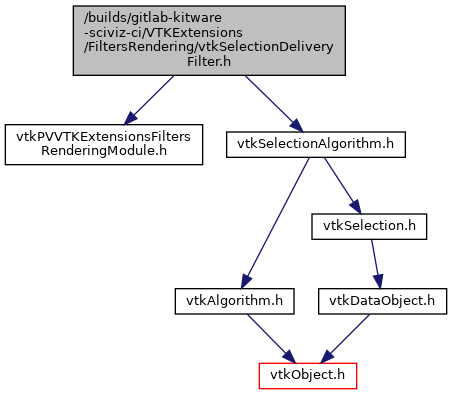 /builds/gitlab-kitware
-sciviz-ci/VTKExtensions
/FiltersRendering/vtkSelectionDelivery
Filter.h
vtkPVVTKExtensionsFilters
RenderingModule.h
vtkSelectionAlgorithm.h
vtkSelection.h
vtkAlgorithm.h
vtkDataObject.h
vtkObject.h